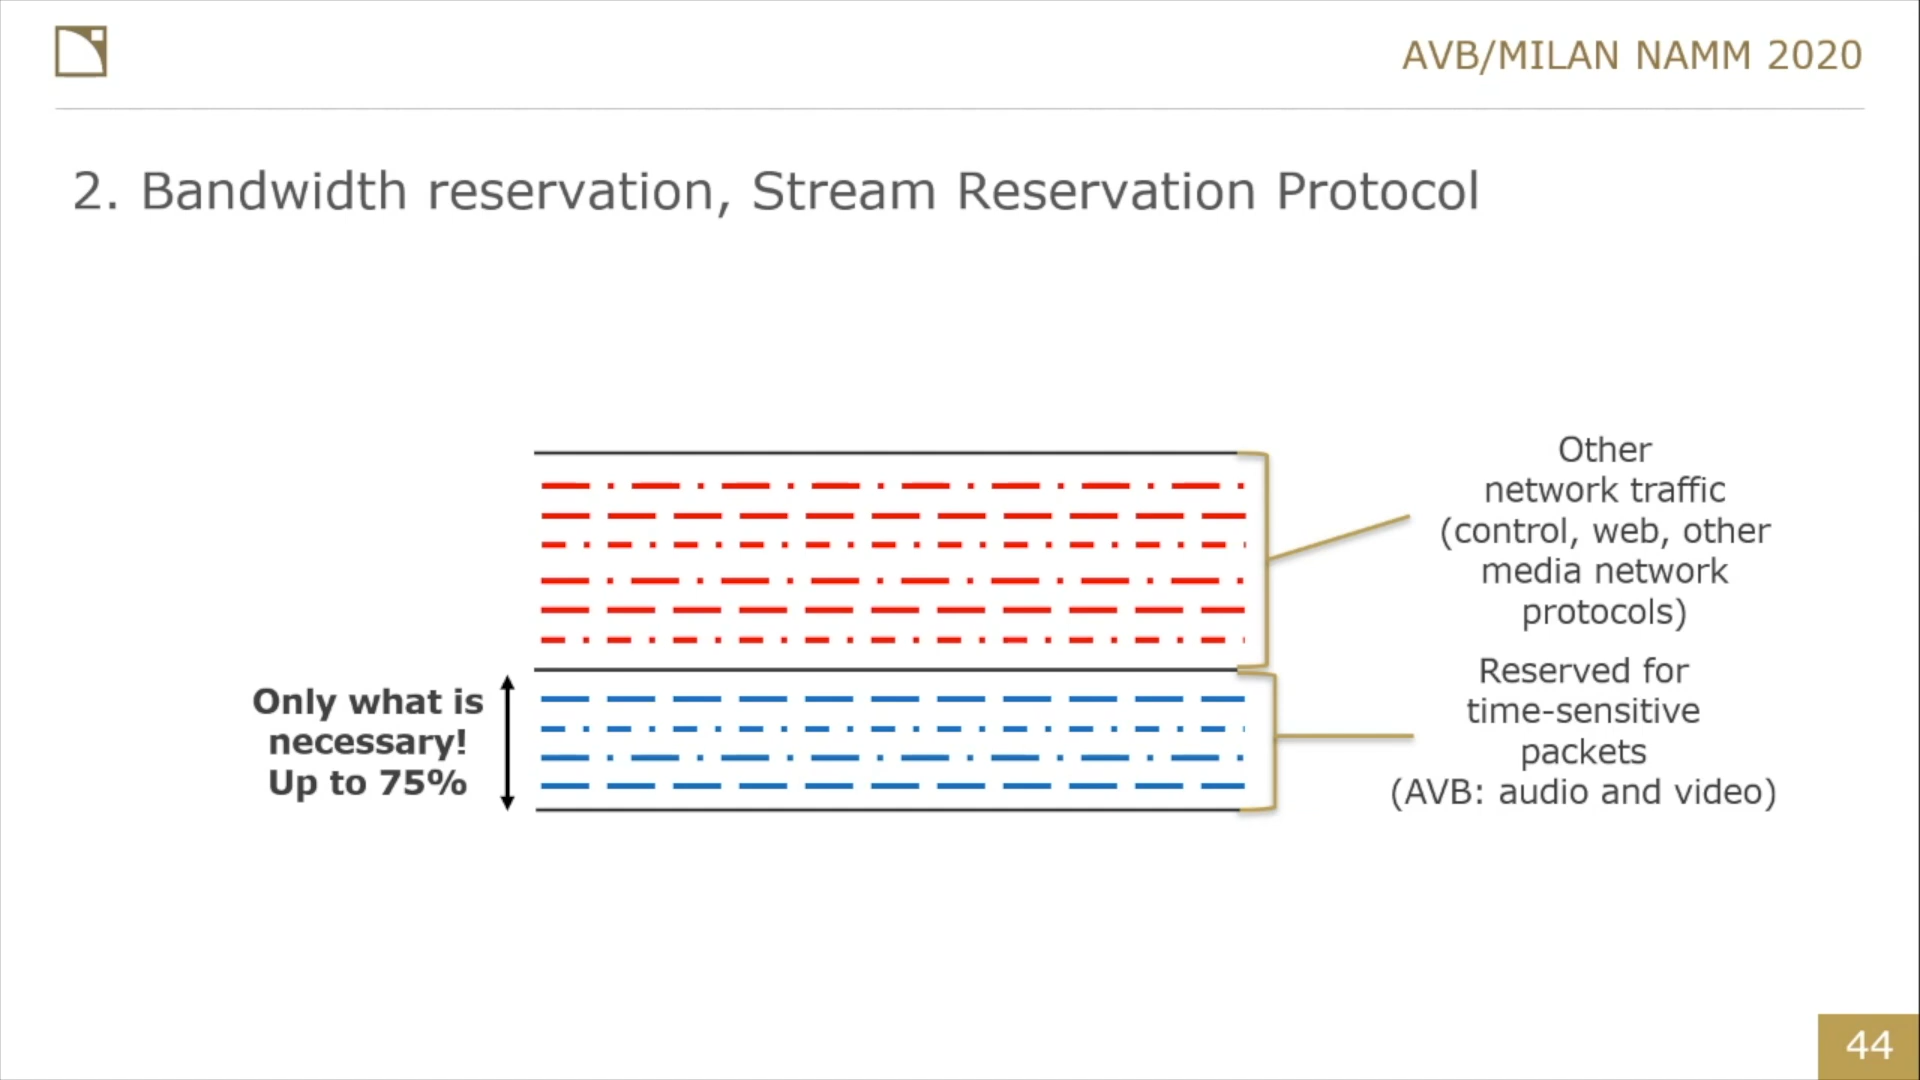 AVB/MILAN NAMM 2020
2. Bandwidth reservation, Stream Reservation Protocol
Other
network traffic
(control, web, other
media network
protocols)
Only what is
necessary!
Up to 75%
Reserved for
time-sensitive
packets
(AVB: audio and video)
44